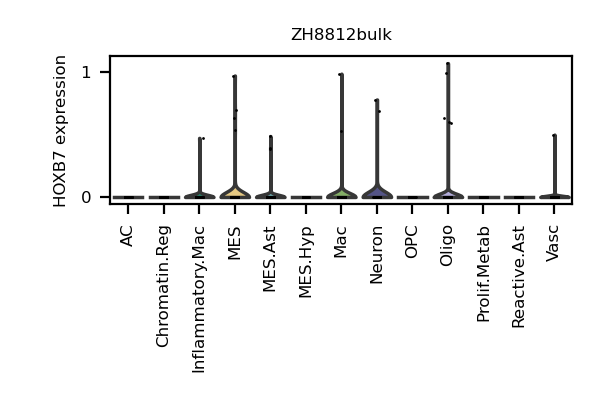 ZH8812bulk
HOXB7 expression
1
0
AC
Chromatin.Reg
Inflammatory.Mac
MES
MES.Ast
MES.Hyp
Mac
Neuron
OPC
Oligo
Prolif.Metab
Reactive.Ast
Vasc